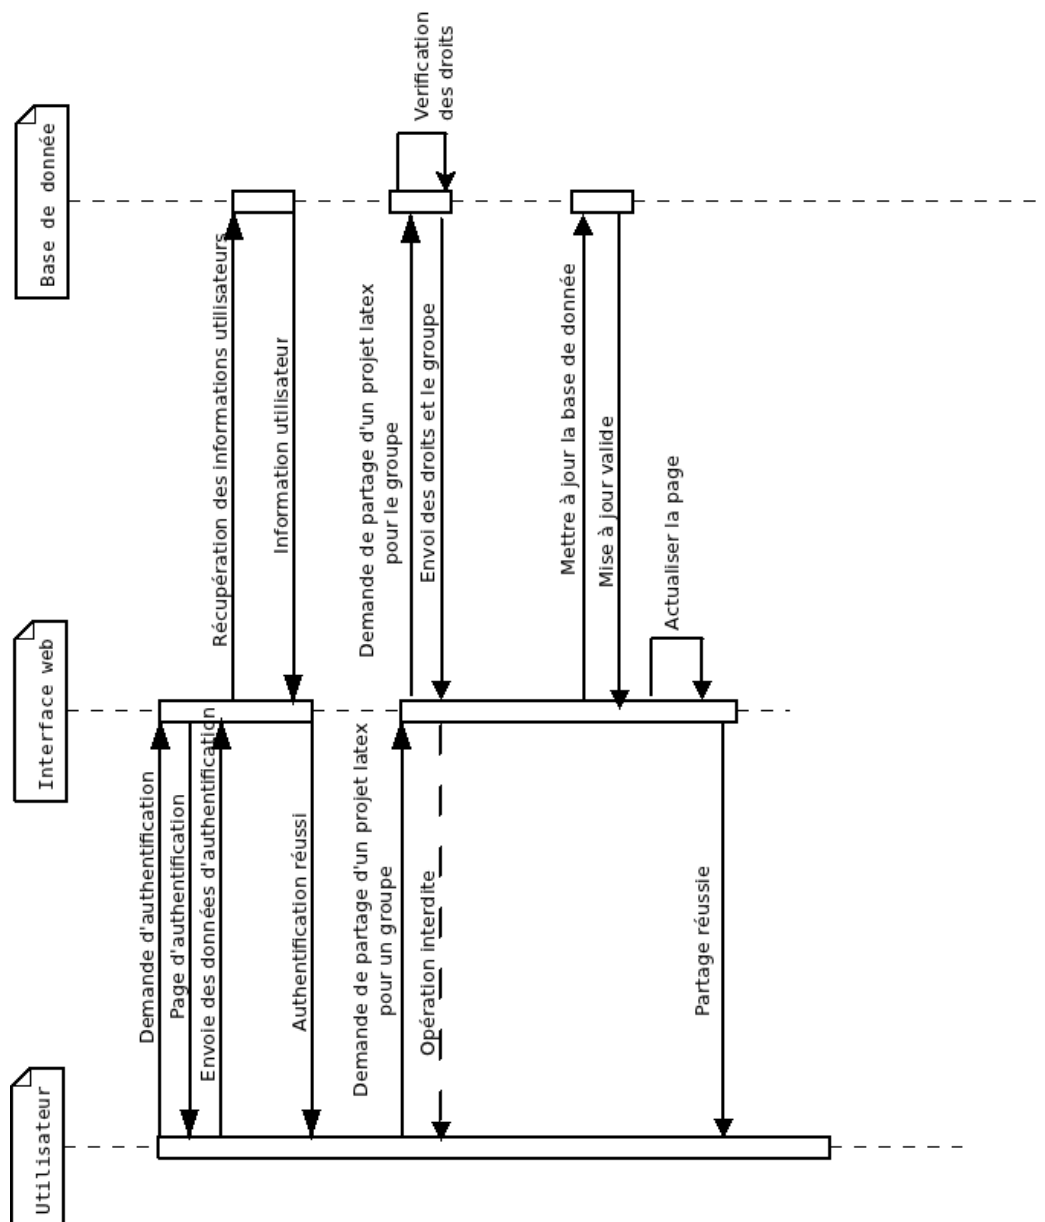 Utilisateur
Interface web
Base de donnée
Demande d'authentification
Page d'authentification
Envoie des données d'authentification
Récupération des informations utilisateurs
Information utilisateur
Authentification réussi
Demande de partage d'un projet latex
pour un groupe
Demande de partage d'un projet latex
pour le groupe
Verification
des droits
Envoi des droits et le groupe
Opération interdite
Mettre à jour la base de donnée
Mise à jour valide
Actualiser la page
Partage réussie